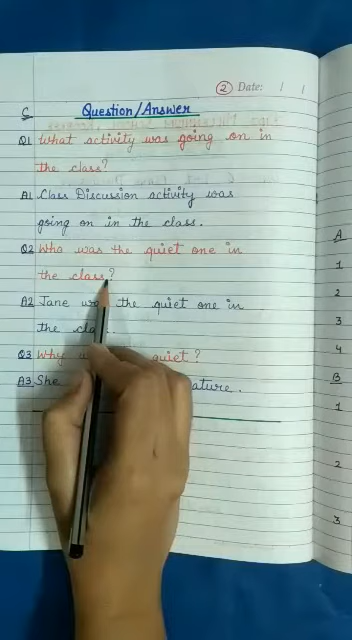 ② Date: / /
C Question/Answer
Q1 What activity was going on in
the class?
A1 Class Discussion activity was
going on in the class.
Q2 Who was the quiet one in
the class?
A2 Jane was the quiet one in
the
Q3 Why quiet?
A3 She nature.
A
1
2
3
4
B
1
2
3